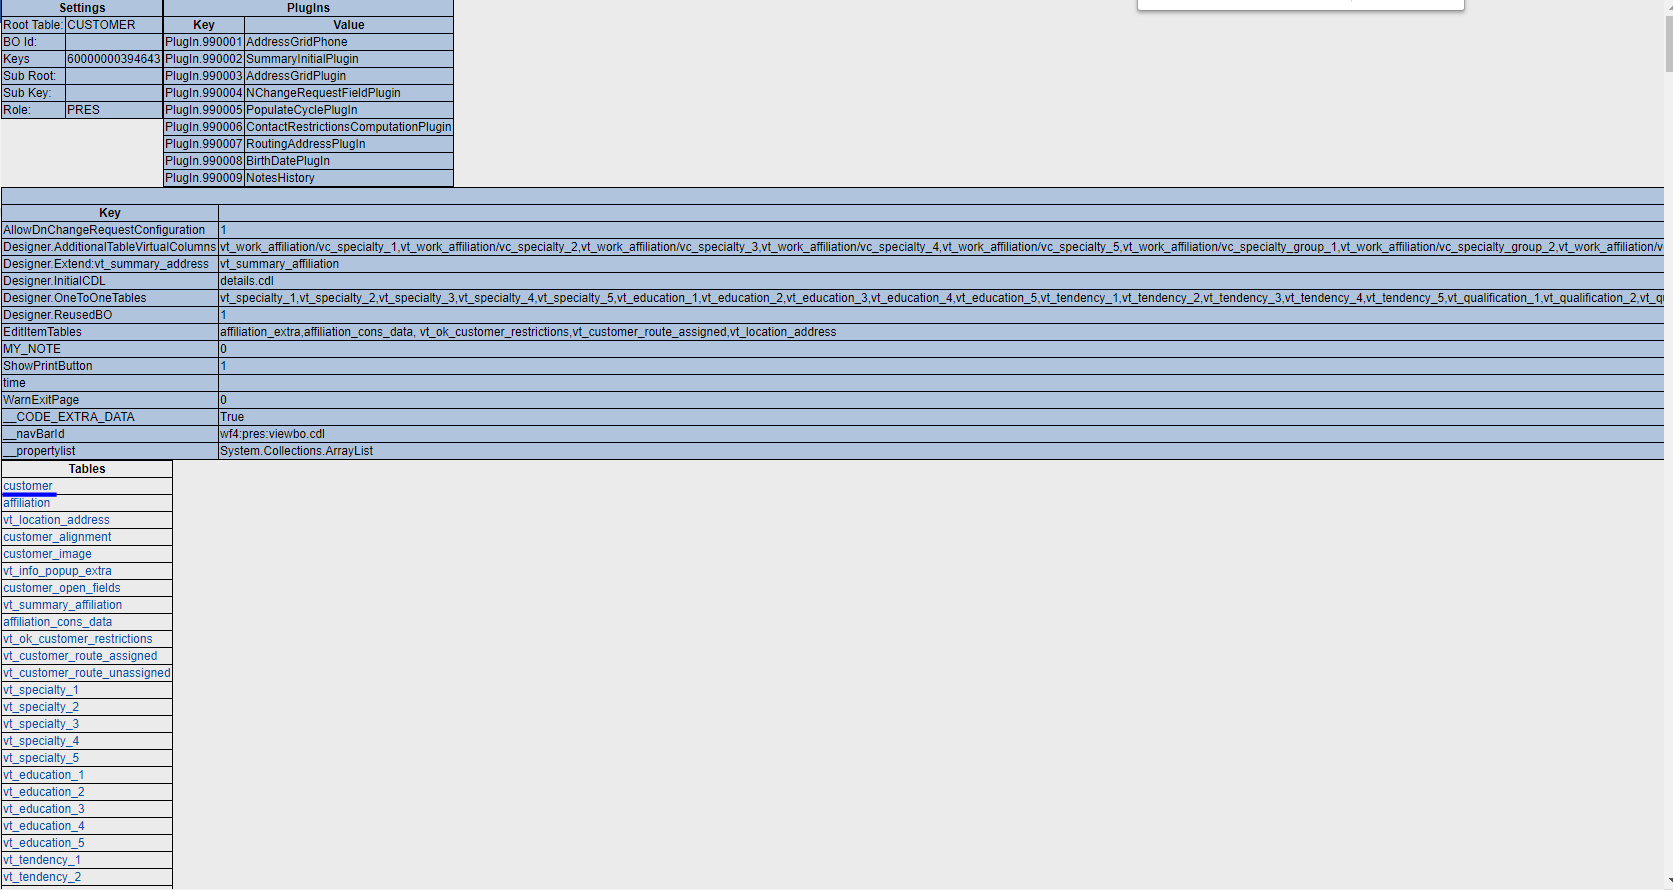 Settings PlugIns
Root Table: CUSTOMER Key Value
BO Id: PlugIn.990001 AddressGridPhone
Keys 60000000394643 PlugIn.990002 SummaryInitialPlugin
Sub Root: PlugIn.990003 AddressGridPlugin
Sub Key: PlugIn.990004 NChangeRequestFieldPlugin
Role: PRES PlugIn.990005 PopulateCyclePlugIn
PlugIn.990006 ContactRestrictionsComputationPlugin
PlugIn.990007 RoutingAddressPlugIn
PlugIn.990008 BirthDatePlugIn
PlugIn.990009 NotesHistory
Key
AllowDnChangeRequestConfiguration 1
Designer.AdditionalTableVirtualColumns vt_work_affiliation/vc_specialty_1,vt_work_affiliation/vc_specialty_2,vt_work_affiliation/vc_specialty_3,vt_work_affiliation/vc_specialty_4,vt_work_affiliation/vc_specialty_5,vt_work_affiliation/vc_specialty_group_1,vt_work_affiliation/vc_specialty_group_2,vt_work_affiliation/v
Designer.Extend:vt_summary_address vt_summary_affiliation
Designer.InitialCDL details.cdl
Designer.OneToOneTables vt_specialty_1,vt_specialty_2,vt_specialty_3,vt_specialty_4,vt_specialty_5,vt_education_1,vt_education_2,vt_education_3,vt_education_4,vt_education_5,vt_tendency_1,vt_tendency_2,vt_tendency_3,vt_tendency_4,vt_tendency_5,vt_qualification_1,vt_qualification_2,vt_q
Designer.ReusedBO 1
EditItemTables affiliation_extra,affiliation_cons_data, vt_ok_customer_restrictions,vt_customer_route_assigned,vt_location_address
MY_NOTE 0
ShowPrintButton 1
time
WarnExitPage 0
__CODE_EXTRA_DATA True
__navBarId wf4:pres:viewbo.cdl
__propertylist System.Collections.ArrayList
Tables
customer
affiliation
vt_location_address
customer_alignment
customer_image
vt_info_popup_extra
customer_open_fields
vt_summary_affiliation
affiliation_cons_data
vt_ok_customer_restrictions
vt_customer_route_assigned
vt_customer_route_unassigned
vt_specialty_1
vt_specialty_2
vt_specialty_3
vt_specialty_4
vt_specialty_5
vt_education_1
vt_education_2
vt_education_3
vt_education_4
vt_education_5
vt_tendency_1
vt_tendency_2